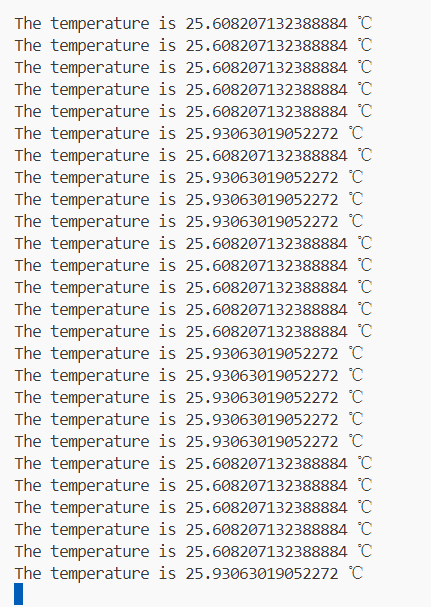 The temperature is 25.608207132388884 ℃
The temperature is 25.608207132388884 ℃
The temperature is 25.608207132388884 ℃
The temperature is 25.608207132388884 ℃
The temperature is 25.608207132388884 ℃
The temperature is 25.93063019052272 ℃
The temperature is 25.608207132388884 ℃
The temperature is 25.93063019052272 ℃
The temperature is 25.93063019052272 ℃
The temperature is 25.93063019052272 ℃
The temperature is 25.608207132388884 ℃
The temperature is 25.608207132388884 ℃
The temperature is 25.608207132388884 ℃
The temperature is 25.608207132388884 ℃
The temperature is 25.608207132388884 ℃
The temperature is 25.93063019052272 ℃
The temperature is 25.93063019052272 ℃
The temperature is 25.93063019052272 ℃
The temperature is 25.93063019052272 ℃
The temperature is 25.93063019052272 ℃
The temperature is 25.608207132388884 ℃
The temperature is 25.608207132388884 ℃
The temperature is 25.608207132388884 ℃
The temperature is 25.608207132388884 ℃
The temperature is 25.608207132388884 ℃
The temperature is 25.93063019052272 ℃